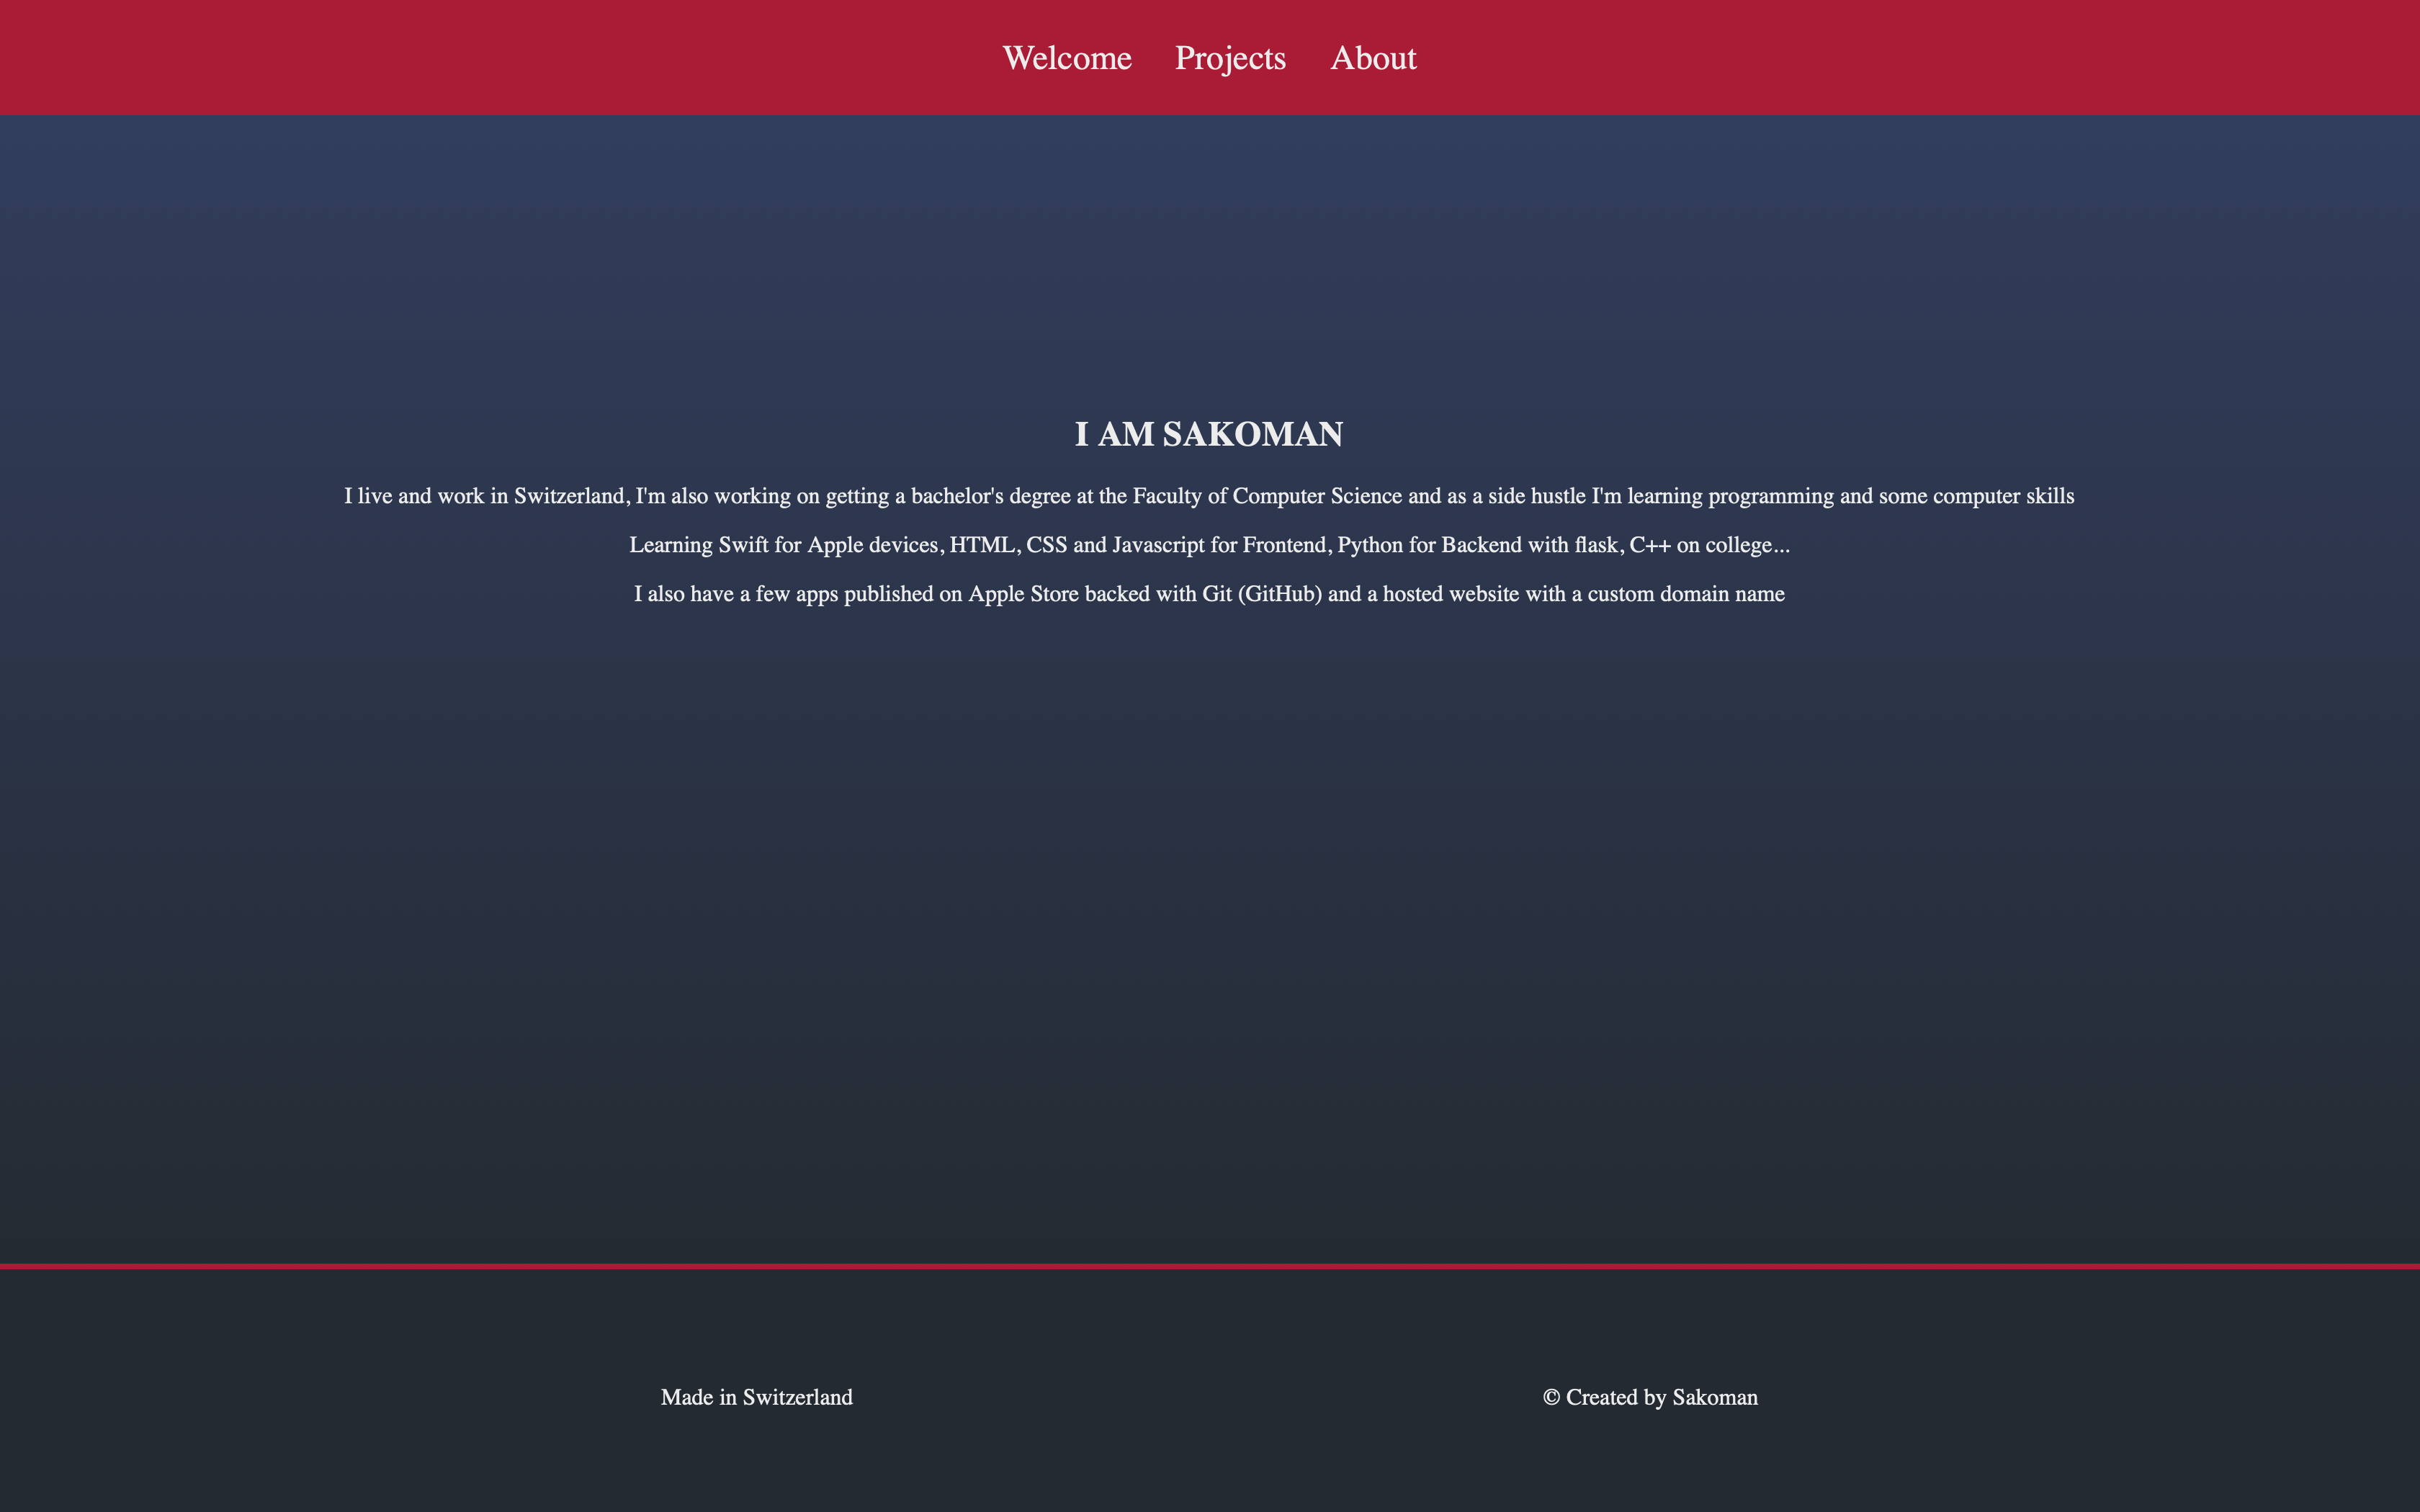 Welcome Projects About
I AM SAKOMAN
I live and work in Switzerland, I'm also working on getting a bachelor's degree at the Faculty of Computer Science and as a side hustle I'm learning programming and some computer skills
Learning Swift for Apple devices, HTML, CSS and Javascript for Frontend, Python for Backend with flask, C++ on college...
I also have a few apps published on Apple Store backed with Git (GitHub) and a hosted website with a custom domain name
Made in Switzerland © Created by Sakoman